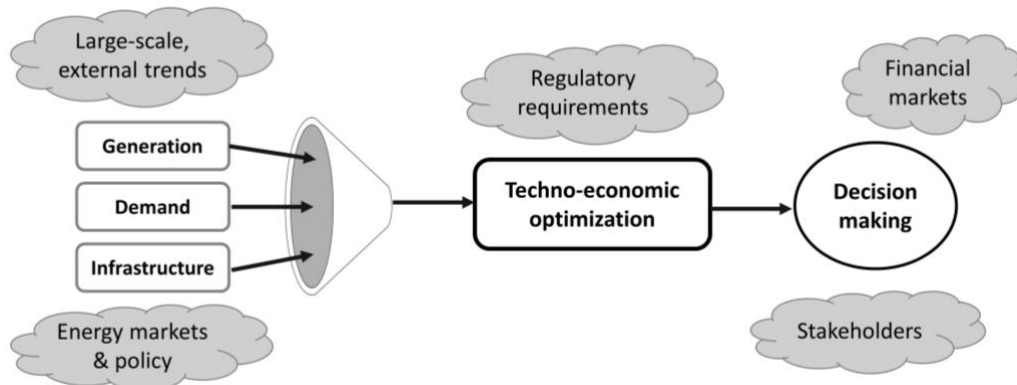 Large-scale,
external trends
Generation
Demand
Infrastructure
Energy markets
& policy
Regulatory
requirements
Techno-economic
optimization
Financial
markets
Decision
making
Stakeholders